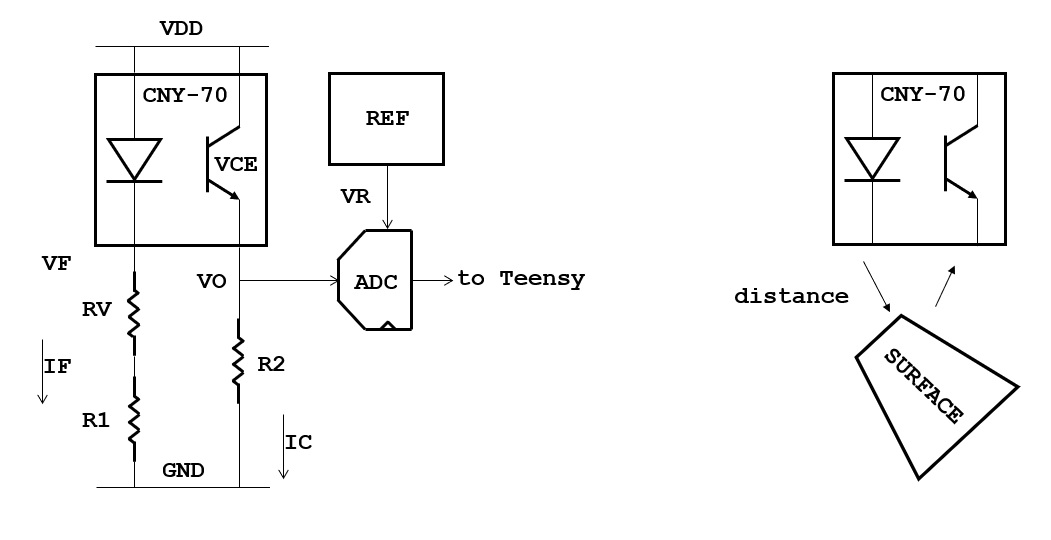 VDD
CNY-70
VCE
REF
VR
VF
VO
ADC
to Teensy
RV
IF
R2
R1
IC
GND
CNY-70
distance
SURFACE